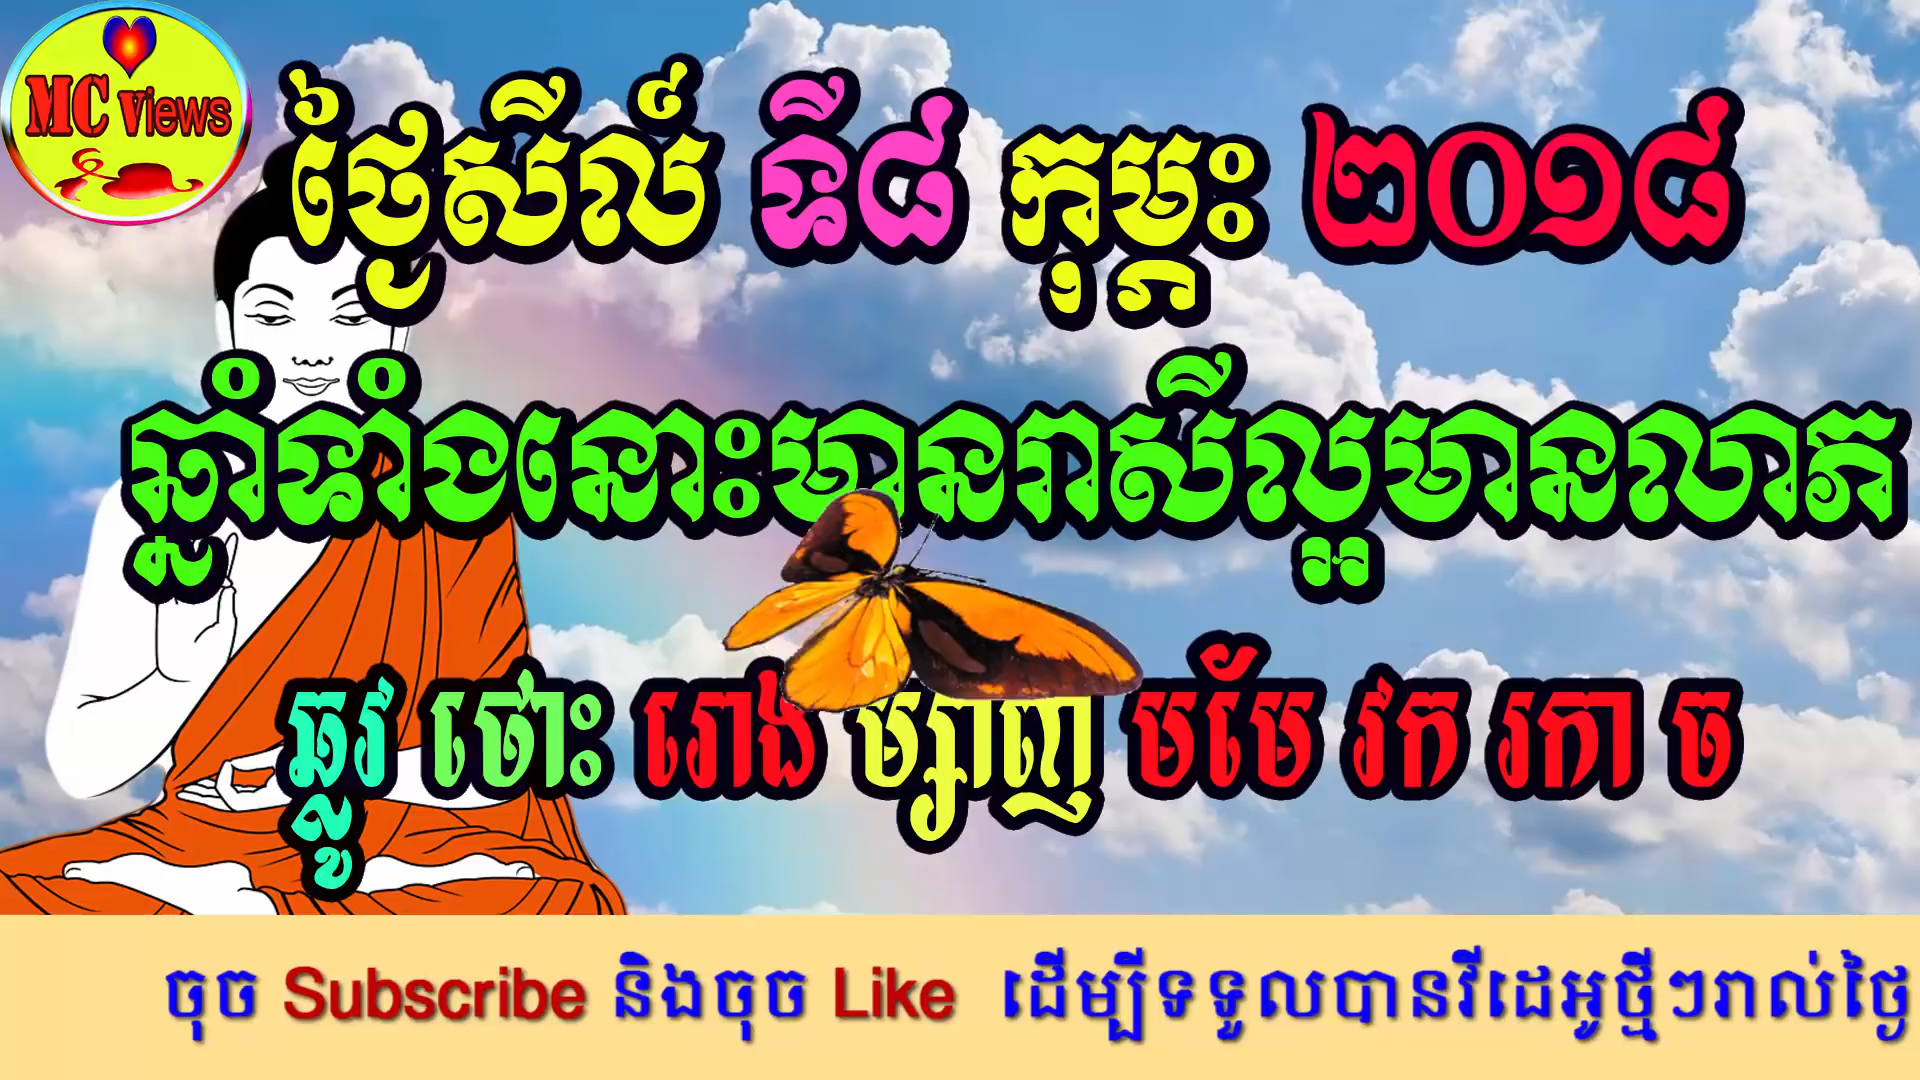 MC Views
ថ្ងៃសីល៍ ទី៨ កុម្ភះ ២០១៨
ឆ្នាំទាំងនោះមានរាសីល្អមានលាភ
ឆ្លូវ ថោះ រោង ម្សាញ់ មមែ វក រកា ច
ចុច Subscribe និងចុច Like ដើម្បីទទួលបានវីដេអូថ្មីៗរាល់ថ្ងៃ